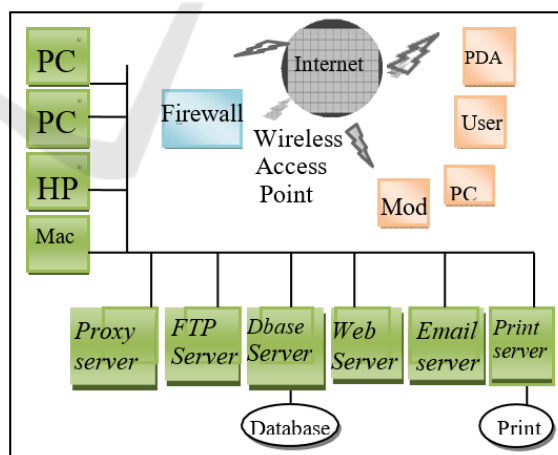 PC
PC
HP
Mac
Firewall
Internet
Wireless
Access
Point
PDA
User
PC
Mod
Proxy
server
FTP
Server
Dbase
Server
Web
Server
Email
server
Print
server
Database
Print